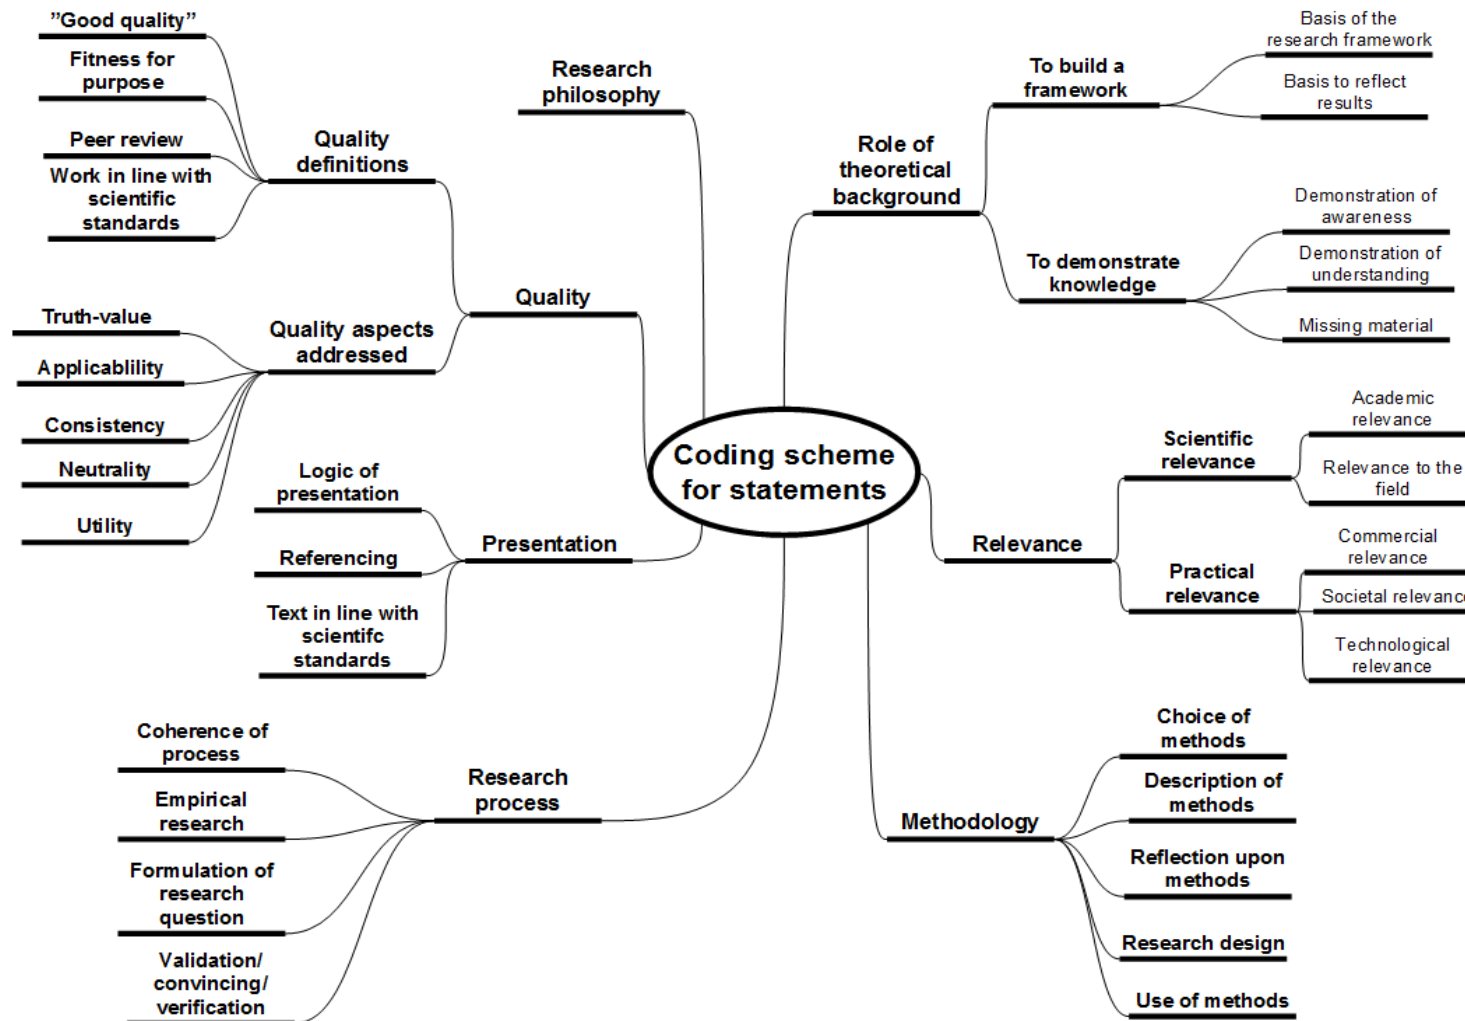 ”Good quality”
Fitness for
purpose
Peer review
Work in line with
scientific
standards
Quality
definitions
Truth-value
Applicablility
Consistency
Neutrality
Utility
Quality aspects
addressed
Quality
Research
philosophy
Logic of
presentation
Referencing
Text in line with
scientifc
standards
Presentation
Coherence of
process
Empirical
research
Formulation of
research
question
Validation/
convincing/
verification
Research
process
Coding scheme
for statements
Role of
theoretical
background
To build a
framework
Basis of the
research framework
Basis to reflect
results
To demonstrate
knowledge
Demonstration of
awareness
Demonstration of
understanding
Missing material
Relevance
Scientific
relevance
Academic
relevance
Relevance to the
field
Practical
relevance
Commercial
relevance
Societal relevance
Technological
relevance
Methodology
Choice of
methods
Description of
methods
Reflection upon
methods
Research design
Use of methods